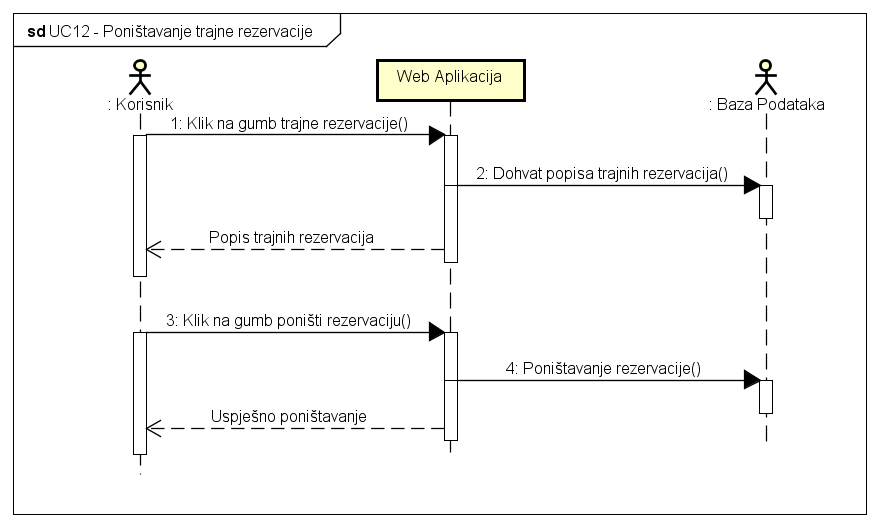 sd UC12 - Poništavanje trajne rezervacije
: Korisnik
Web Aplikacija
: Baza Podataka
1: Klik na gumb trajne rezervacije()
2: Dohvat popisa trajnih rezervacija()
Popis trajnih rezervacija
3: Klik na gumb poništi rezervaciju()
4: Poništavanje rezervacije()
Uspješno poništavanje